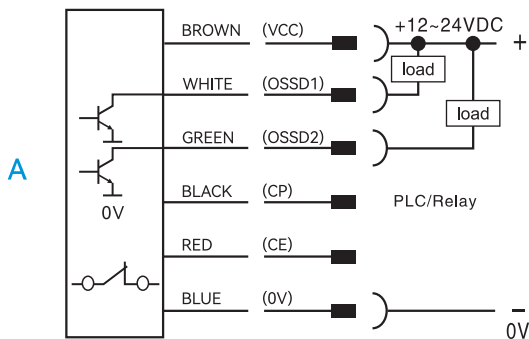 BROWN (VCC) +12~24VDC +
load
WHITE (OSSD1)
load
GREEN (OSSD2)
A
BLACK (CP) PLC/Relay
0V
RED (CE)
BLUE (0V) −
0V